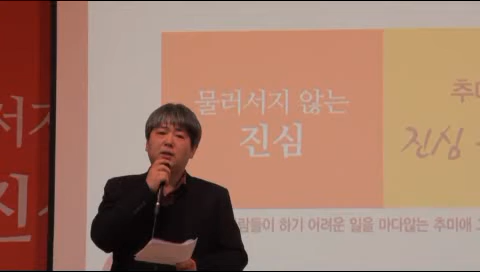 물러서지 않는
진심
추미
진심
람들이 하기 어려운 일을 마다않는 추미애
서지
진심